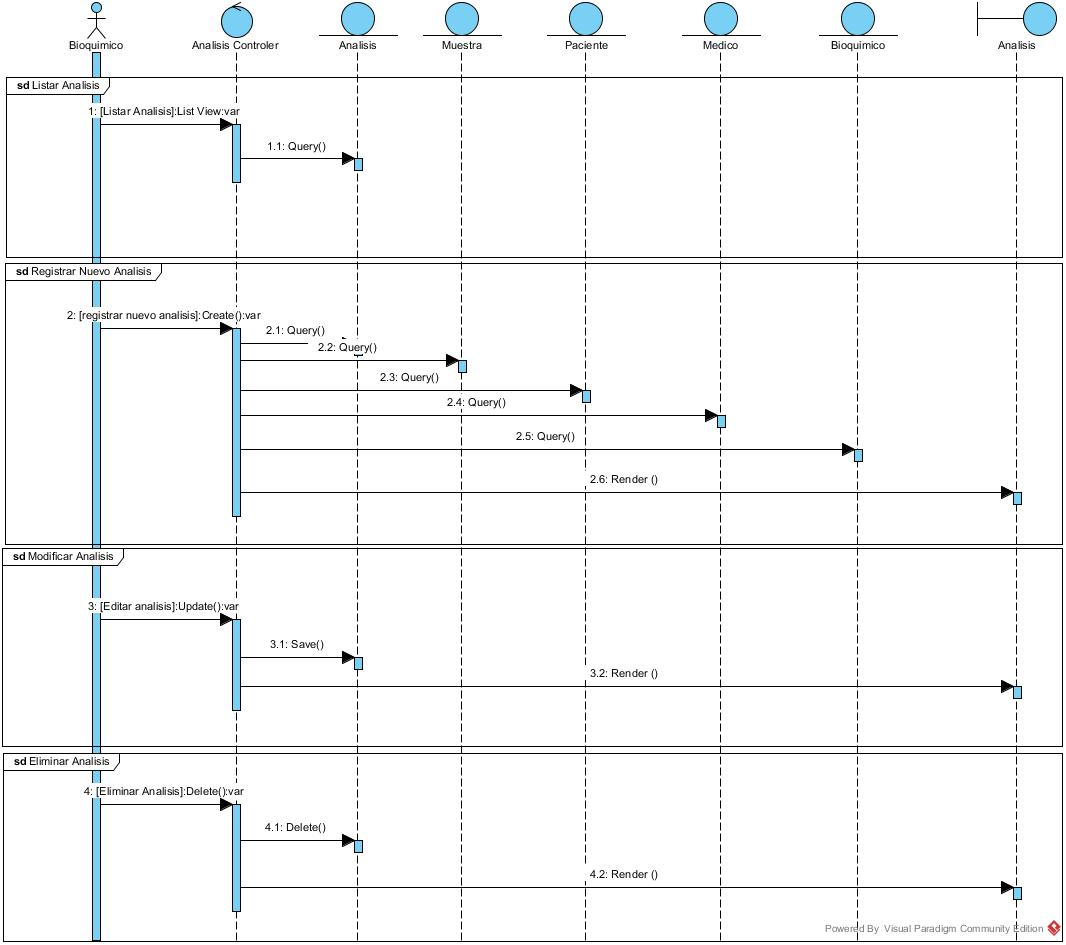 Bioquimico
Analisis Controler
Analisis
Muestra
Paciente
Medico
Bioquimico
Analisis
sd Listar Analisis
1: [Listar Analisis]:List View:var
1.1: Query()
sd Registrar Nuevo Analisis
2: [registrar nuevo analisis]:Create():var
2.1: Query()
2.2: Query()
2.3: Query()
2.4: Query()
2.5: Query()
2.6: Render ()
sd Modificar Analisis
3: [Editar analisis]:Update():var
3.1: Save()
3.2: Render ()
sd Eliminar Analisis
4: [Eliminar Analisis]:Delete():var
4.1: Delete()
4.2: Render ()
Powered By Visual Paradigm Community Edition